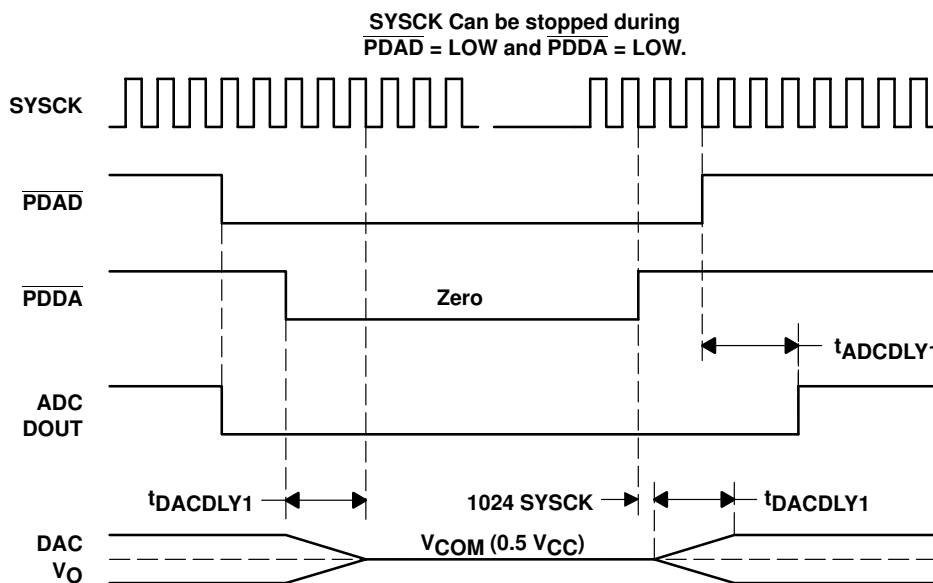 SYSCK Can be stopped during
PDAD = LOW and PDDA = LOW.
SYSCK
PDAD
PDDA
Zero
tADCDLY1
ADC
DOUT
tDACDLY1
1024 SYSCK
tDACDLY1
DAC
VO
VCOM (0.5 VCC)